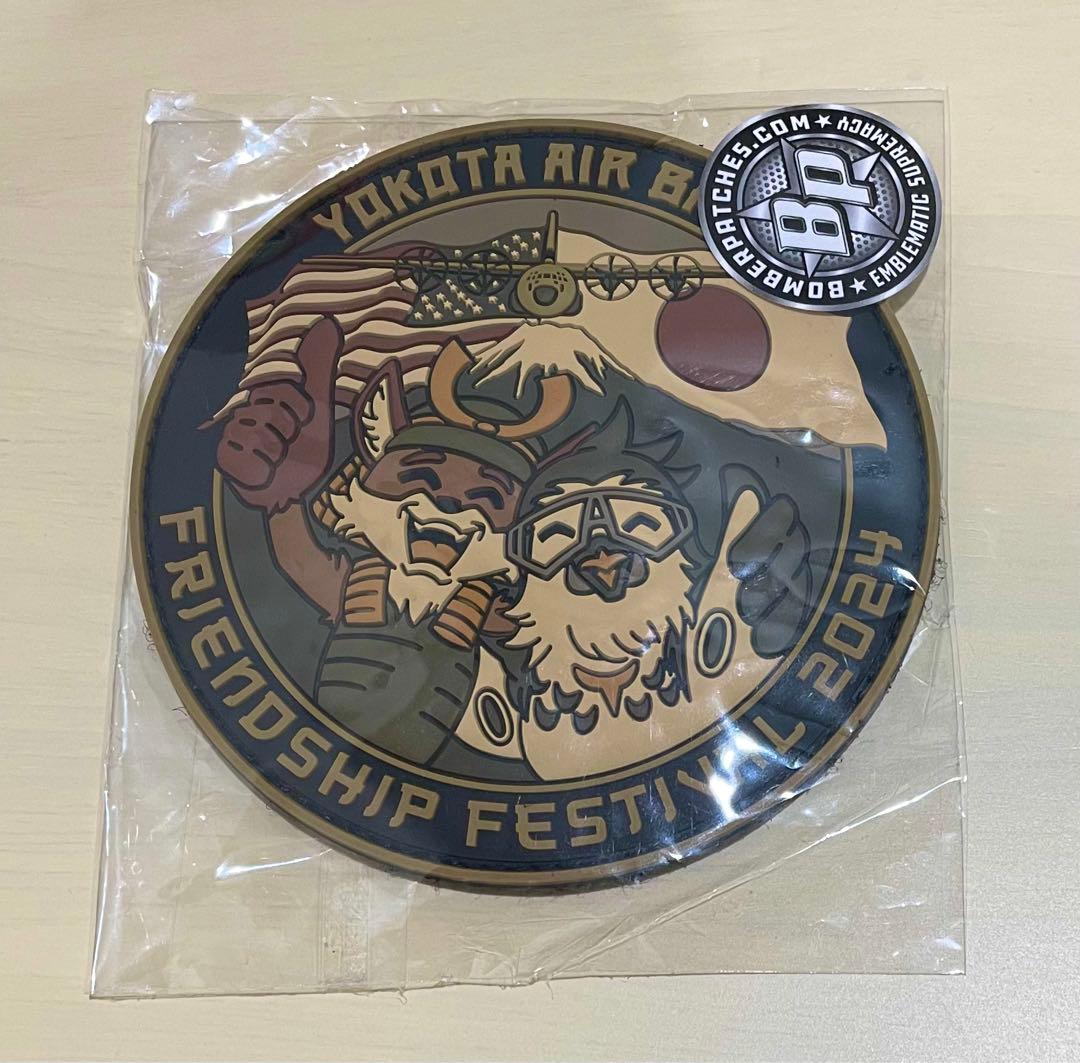 YOKOTA AIR
FRIENDSHIP FESTIVAL 2024
BOMBERPATCHES.COM ★ EMBLEMATIC SUPREMACY ★
BP